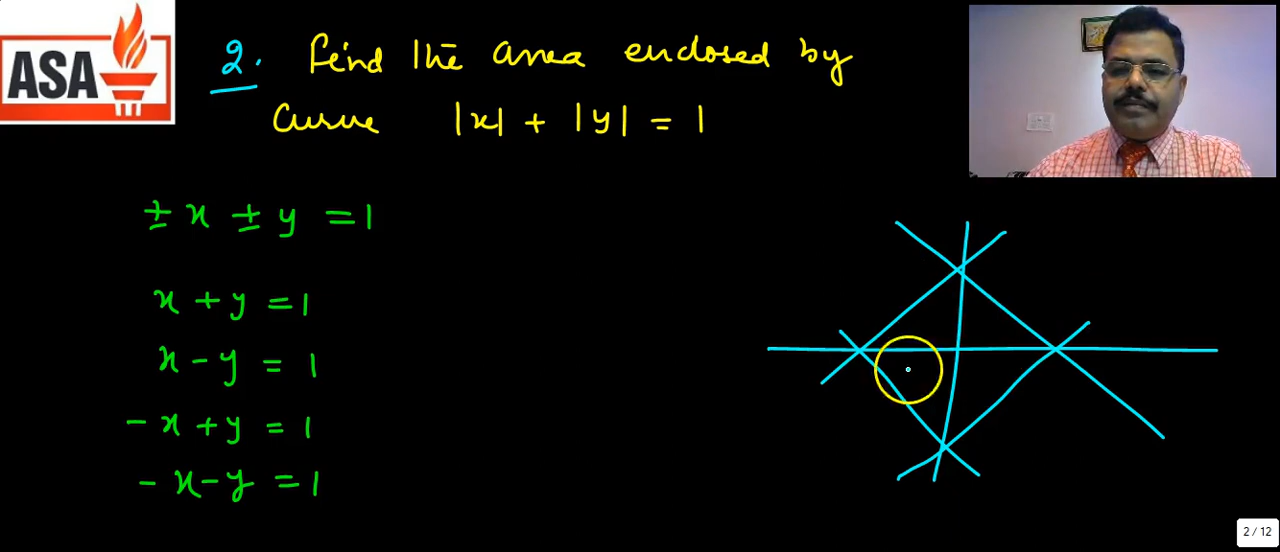 ASA
2. Find the area enclosed by
curve |x| + |y| = 1
± x ± y = 1
x + y = 1
x - y = 1
- x + y = 1
- x - y = 1
2 / 12